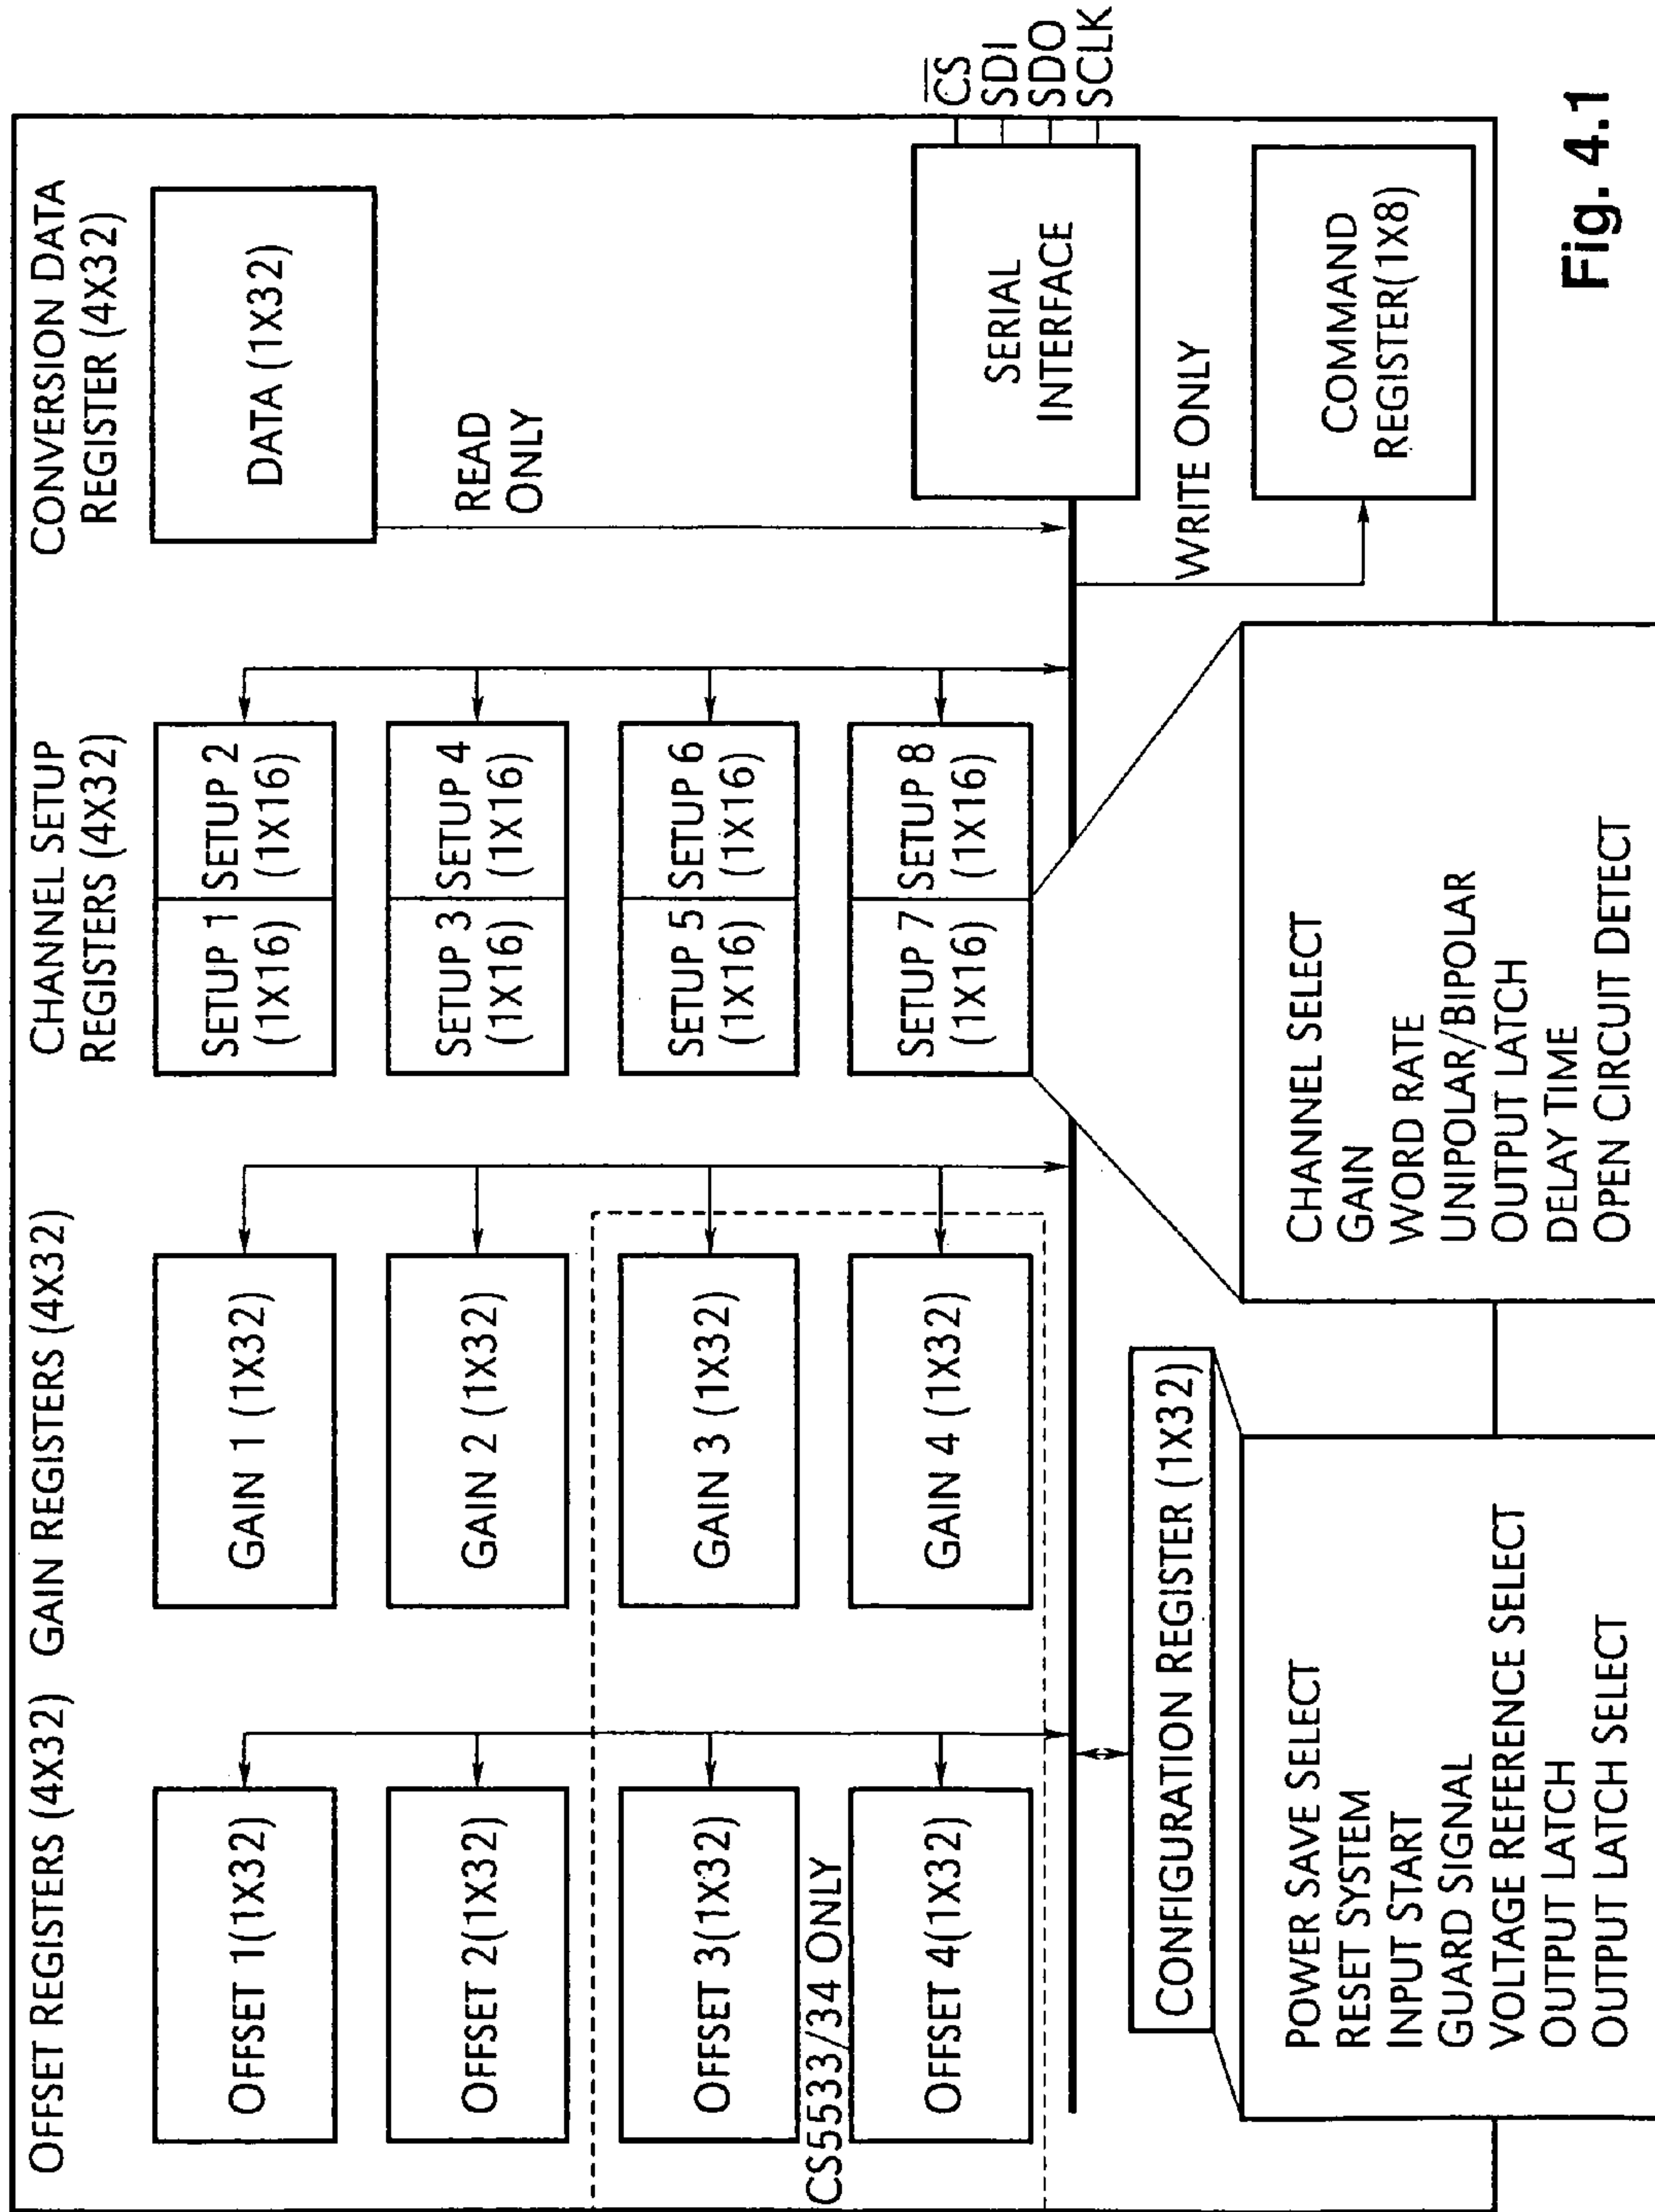 OFFSET REGISTERS (4X32)
GAIN REGISTERS (4X32)
CHANNEL SETUP
REGISTERS (4X32)
CONVERSION DATA
REGISTER (4X32)
OFFSET 1(1X32)
GAIN 1 (1X32)
SETUP 1
(1X16)
SETUP 2
(1X16)
DATA (1X32)
OFFSET 2(1X32)
GAIN 2 (1X32)
SETUP 3
(1X16)
SETUP 4
(1X16)
READ
ONLY
OFFSET 3(1X32)
GAIN 3 (1X32)
SETUP 5
(1X16)
SETUP 6
(1X16)
CS5533/34 ONLY
OFFSET 4(1X32)
GAIN 4 (1X32)
SETUP 7
(1X16)
SETUP 8
(1X16)
SERIAL
INTERFACE
CS
SDI
SDO
SCLK
WRITE ONLY
CONFIGURATION REGISTER (1X32)
COMMAND
REGISTER(1X8)
POWER SAVE SELECT
RESET SYSTEM
INPUT START
GUARD SIGNAL
VOLTAGE REFERENCE SELECT
OUTPUT LATCH
OUTPUT LATCH SELECT
CHANNEL SELECT
GAIN
WORD RATE
UNIPOLAR/BIPOLAR
OUTPUT LATCH
DELAY TIME
OPEN CIRCUIT DETECT
Fig. 4.1